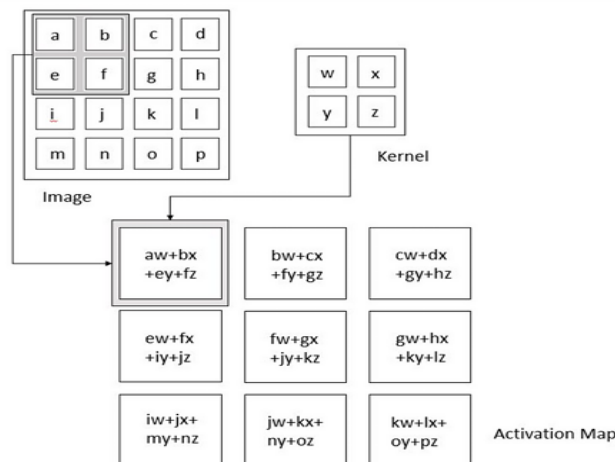 a b c d
e f g h
w x
i j k l
y z
m n o p
Kernel
Image
aw+bx
+ey+fz
bw+cx
+fy+gz
cw+dx
+gy+hz
ew+fx
+iy+jz
fw+gx
+jy+kz
gw+hx
+ky+lz
iw+jx+
my+nz
jw+kx+
ny+oz
kw+lx+
oy+pz
Activation Map